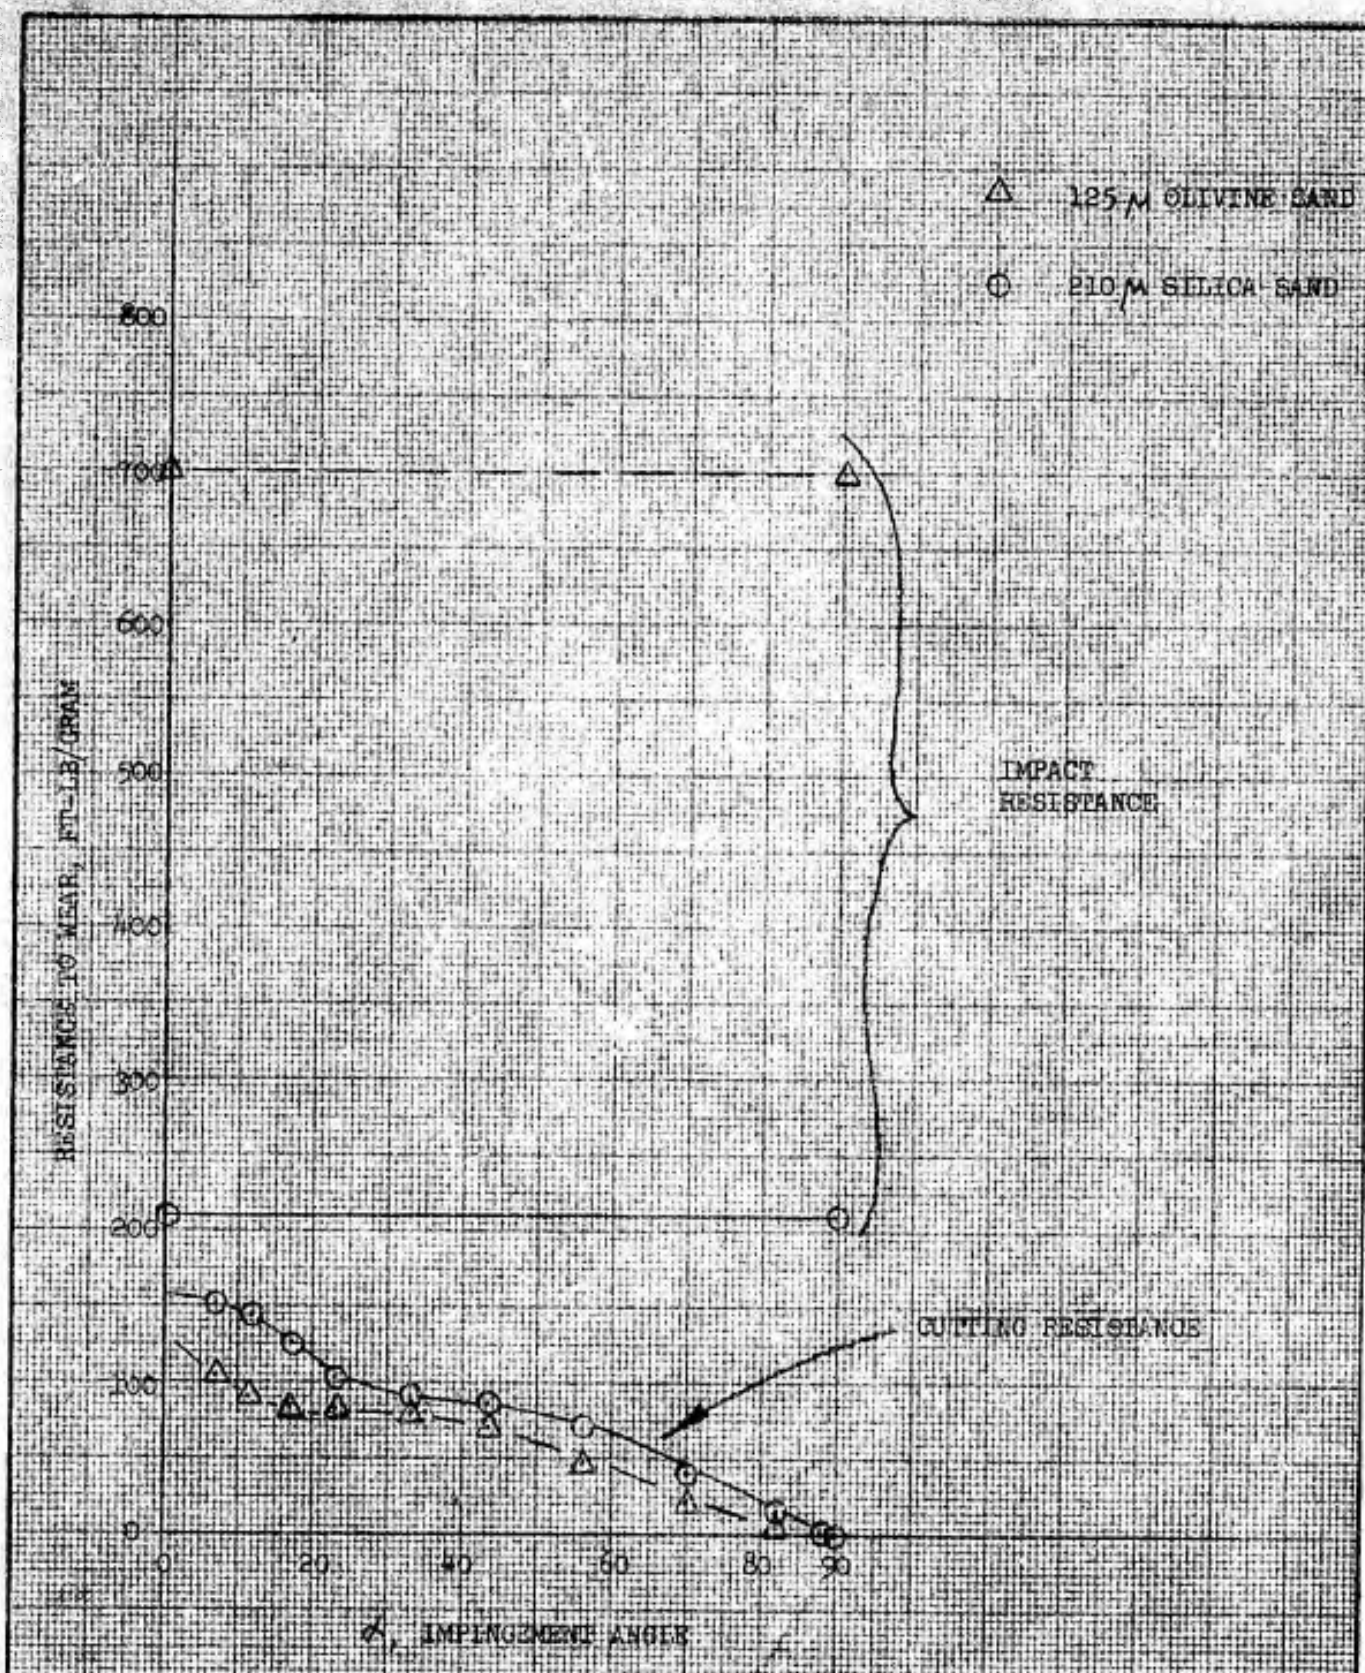 △ 125 μ OLIVINE SAND
○ 210 μ SILICA SAND
800
700
600
500
400
300
200
100
0
RESISTANCE TO WEAR, FT-LB/GRAM
IMPACT
RESISTANCE
CUTTING RESISTANCE
0 20 40 60 80 90
α, IMPINGEMENT ANGLE